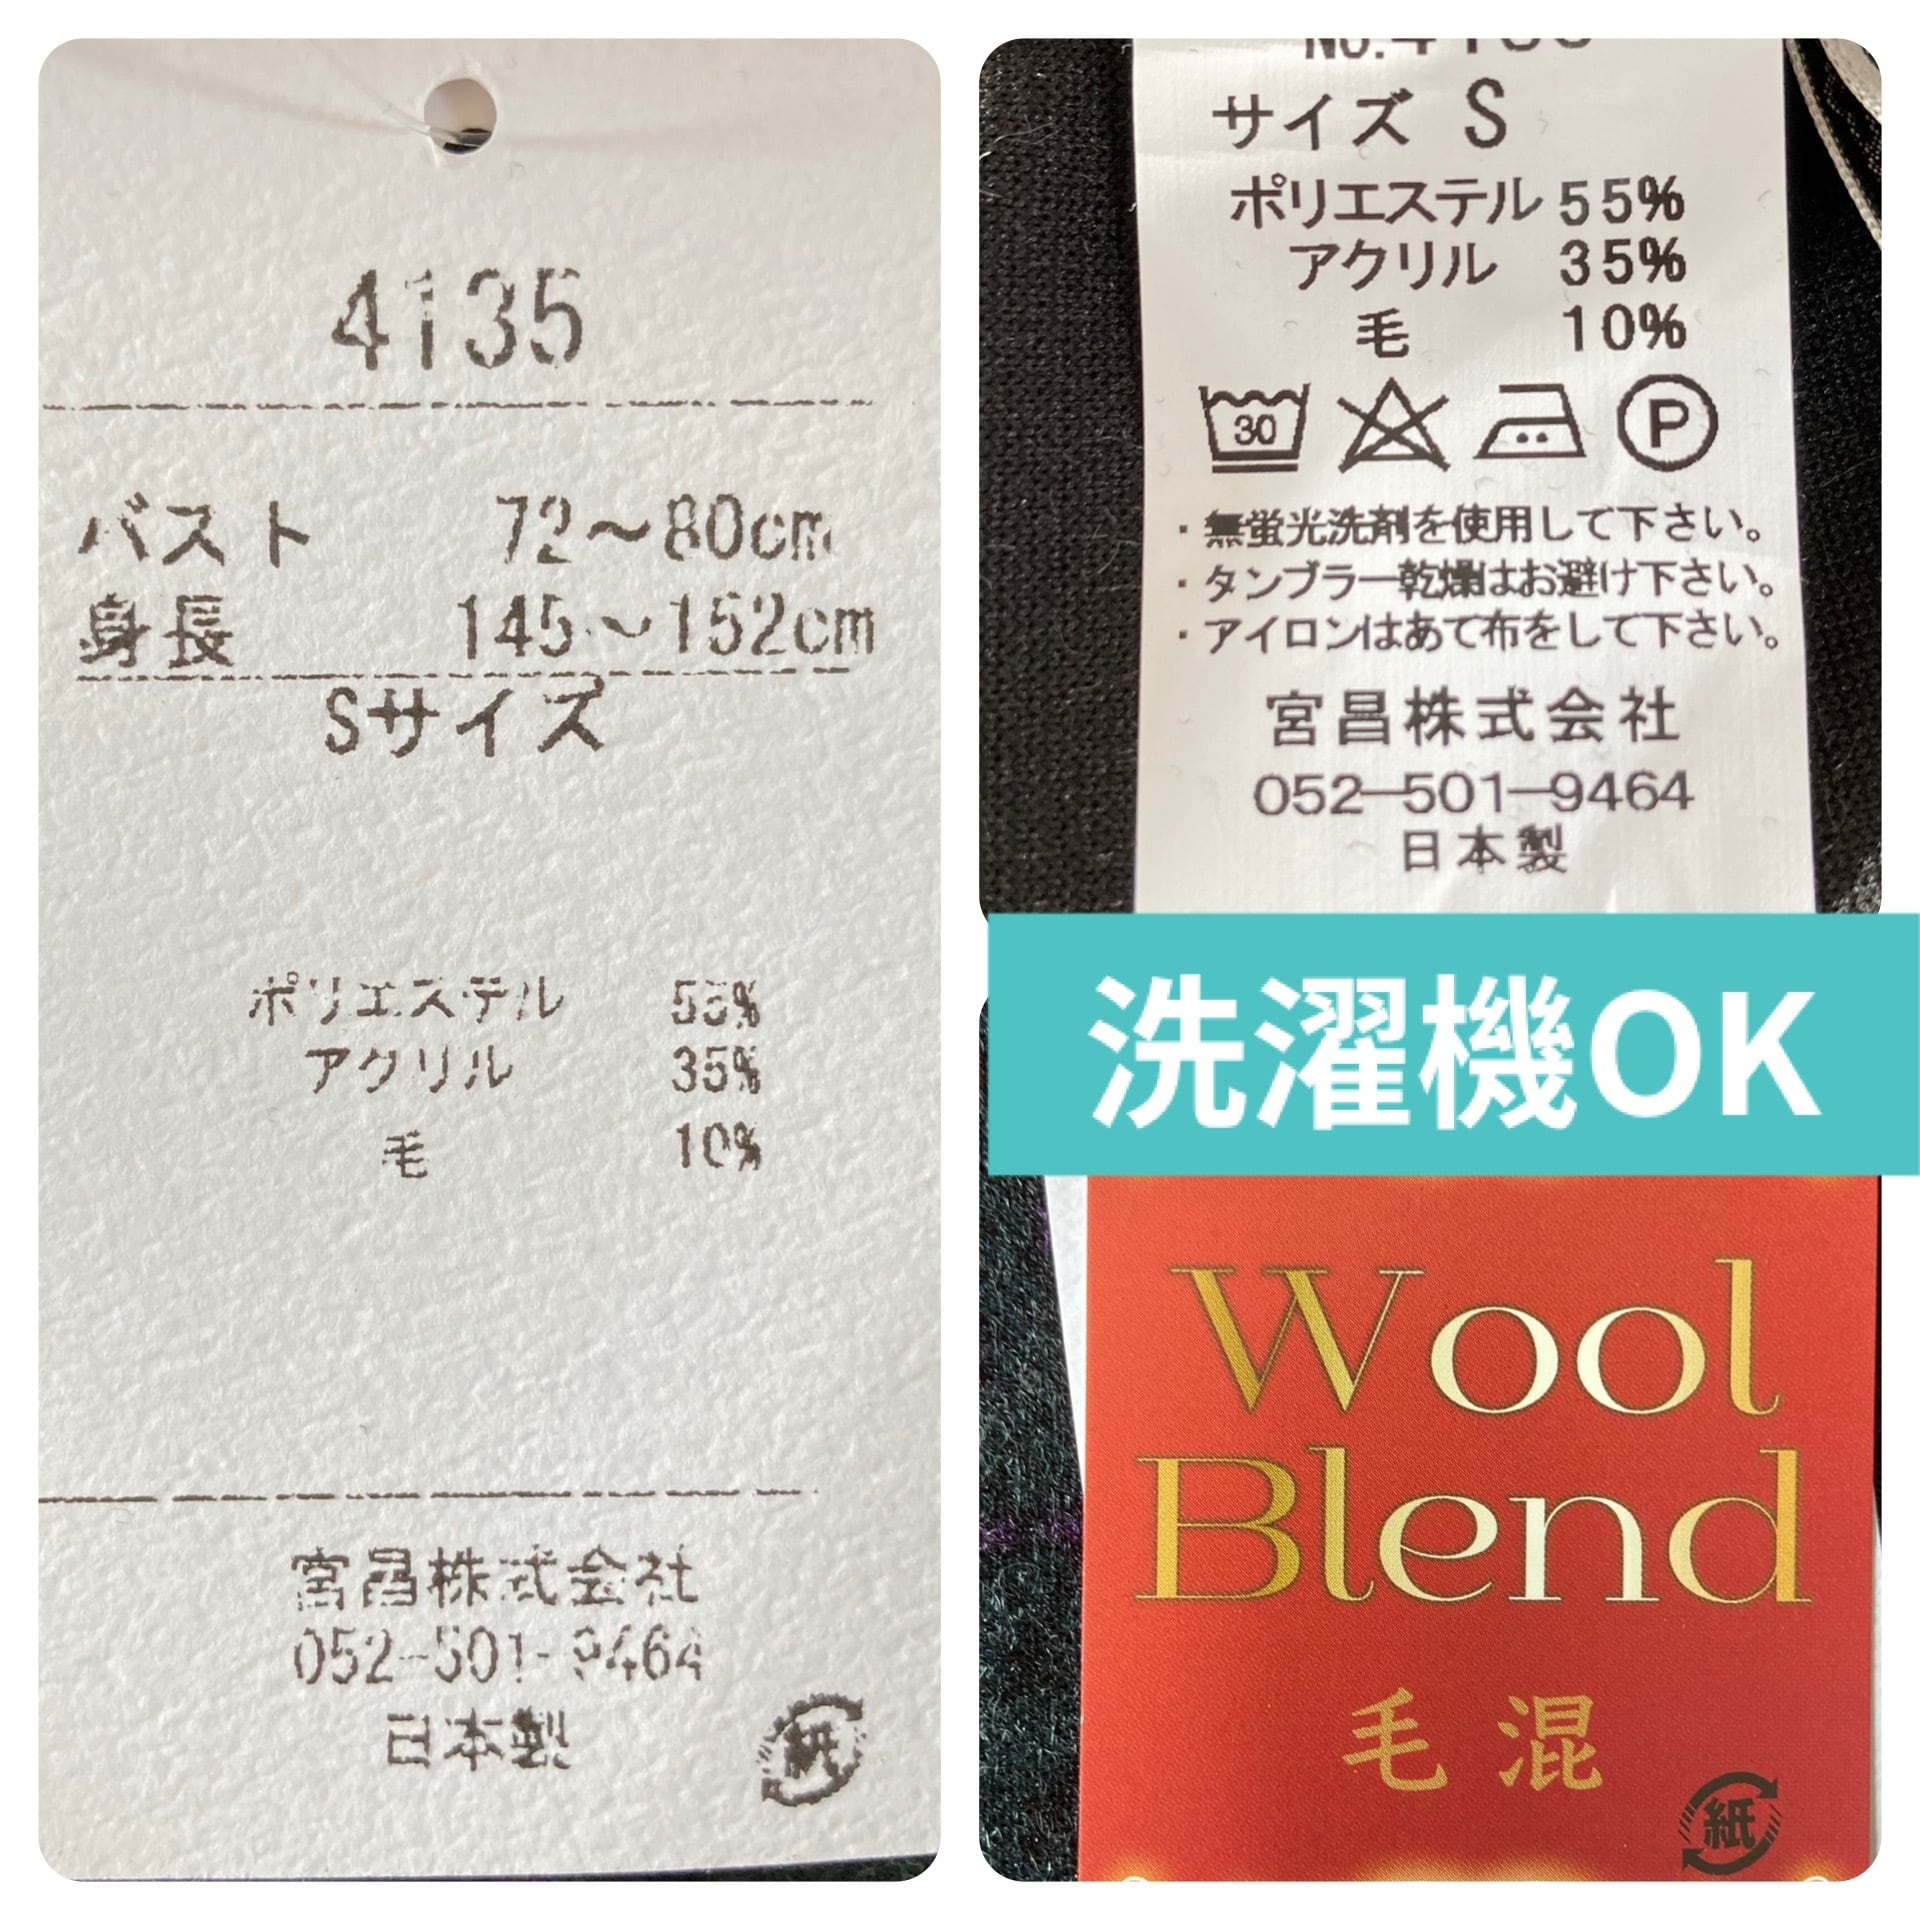 4135
バスト 72～80cm
身長 145～152cm
Sサイズ
ポリエステル 55%
アクリル 35%
毛 10%
宮昌株式会社
052-501-9464
日本製
紙
No.4135
サイズ S
ポリエステル 55%
アクリル 35%
毛 10%
30 P
・無蛍光洗剤を使用して下さい。
・タンブラー乾燥はお避け下さい。
・アイロンはあて布をして下さい。
宮昌株式会社
052-501-9464
日本製
洗濯機OK
Wool
Blend
毛混
紙